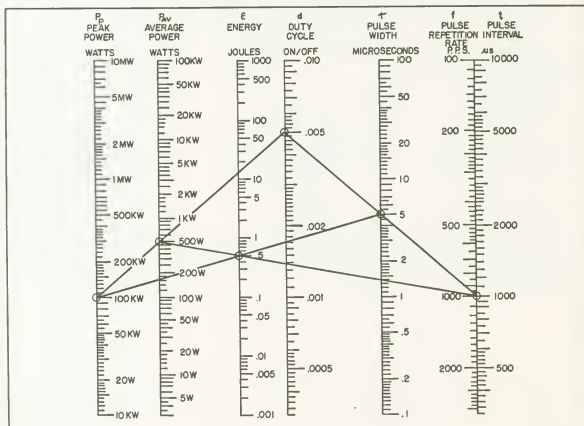 Pp
PEAK
POWER
WATTS
10MW
5MW
2MW
1MW
500KW
200KW
100KW
50KW
20KW
10KW
PAV
AVERAGE
POWER
WATTS
100KW
50KW
20KW
10KW
5KW
2KW
1KW
500W
200W
100W
50W
20W
10W
5W
E
ENERGY
JOULES
1000
500
100
50
10
5
1
.5
.1
.05
.01
.005
.001
d
DUTY
CYCLE
ON/OFF
.010
.005
.002
.001
.0005
τ
PULSE
WIDTH
MICROSECONDS
100
50
20
10
5
2
1
.5
.2
.1
f
PULSE
REPETITION
RATE
P.P.S.
100
200
500
1000
2000
t
PULSE
INTERVAL
μs
10000
5000
2000
1000
500